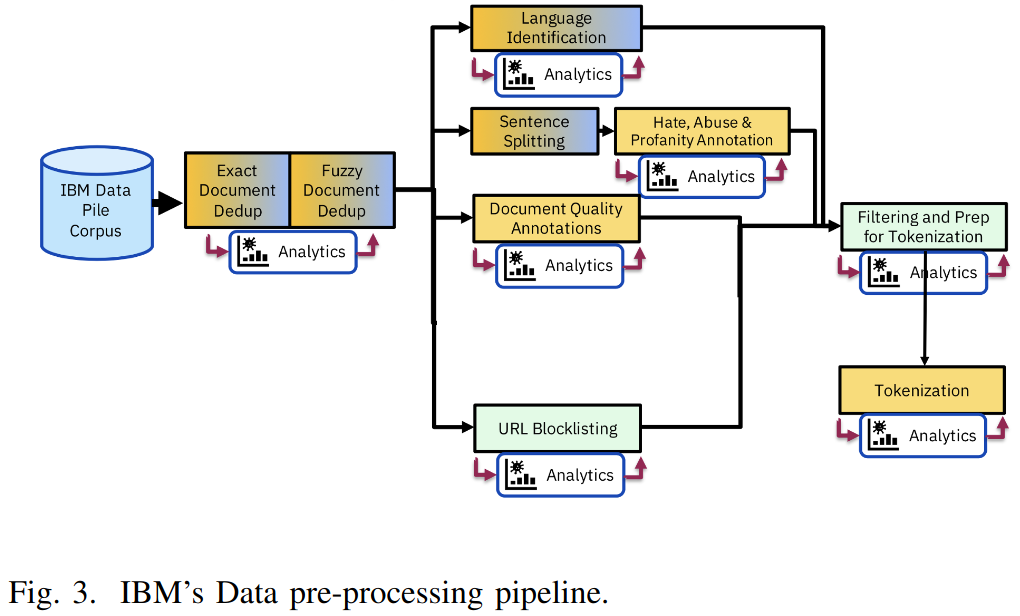 Language
Identification
Analytics
Sentence
Splitting
Hate, Abuse &
Profanity Annotation
Analytics
IBM Data
Pile
Corpus
Exact
Document
Dedup
Fuzzy
Document
Dedup
Analytics
Document Quality
Annotations
Analytics
Filtering and Prep
for Tokenization
Analytics
Tokenization
Analytics
URL Blocklisting
Analytics
Fig. 3. IBM's Data pre-processing pipeline.